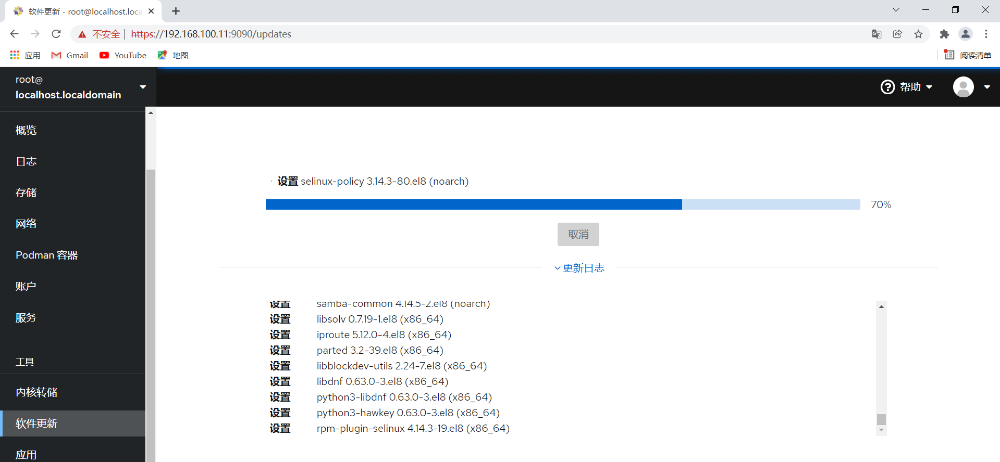 软件更新 - root@localhost.loca
不安全 | https://192.168.100.11:9090/updates
应用 Gmail YouTube 地图 阅读清单
root@
localhost.localdomain
帮助
概览
日志
存储
网络
Podman 容器
账户
服务
工具
内核转储
软件更新
应用
设置 selinux-policy 3.14.3-80.el8 (noarch)
70%
取消
更新日志
设置 samba-common 4.14.5-2.el8 (noarch)
设置 libsolv 0.7.19-1.el8 (x86_64)
设置 iproute 5.12.0-4.el8 (x86_64)
设置 parted 3.2-39.el8 (x86_64)
设置 libblockdev-utils 2.24-7.el8 (x86_64)
设置 libdnf 0.63.0-3.el8 (x86_64)
设置 python3-libdnf 0.63.0-3.el8 (x86_64)
设置 python3-hawkey 0.63.0-3.el8 (x86_64)
设置 rpm-plugin-selinux 4.14.3-19.el8 (x86_64)